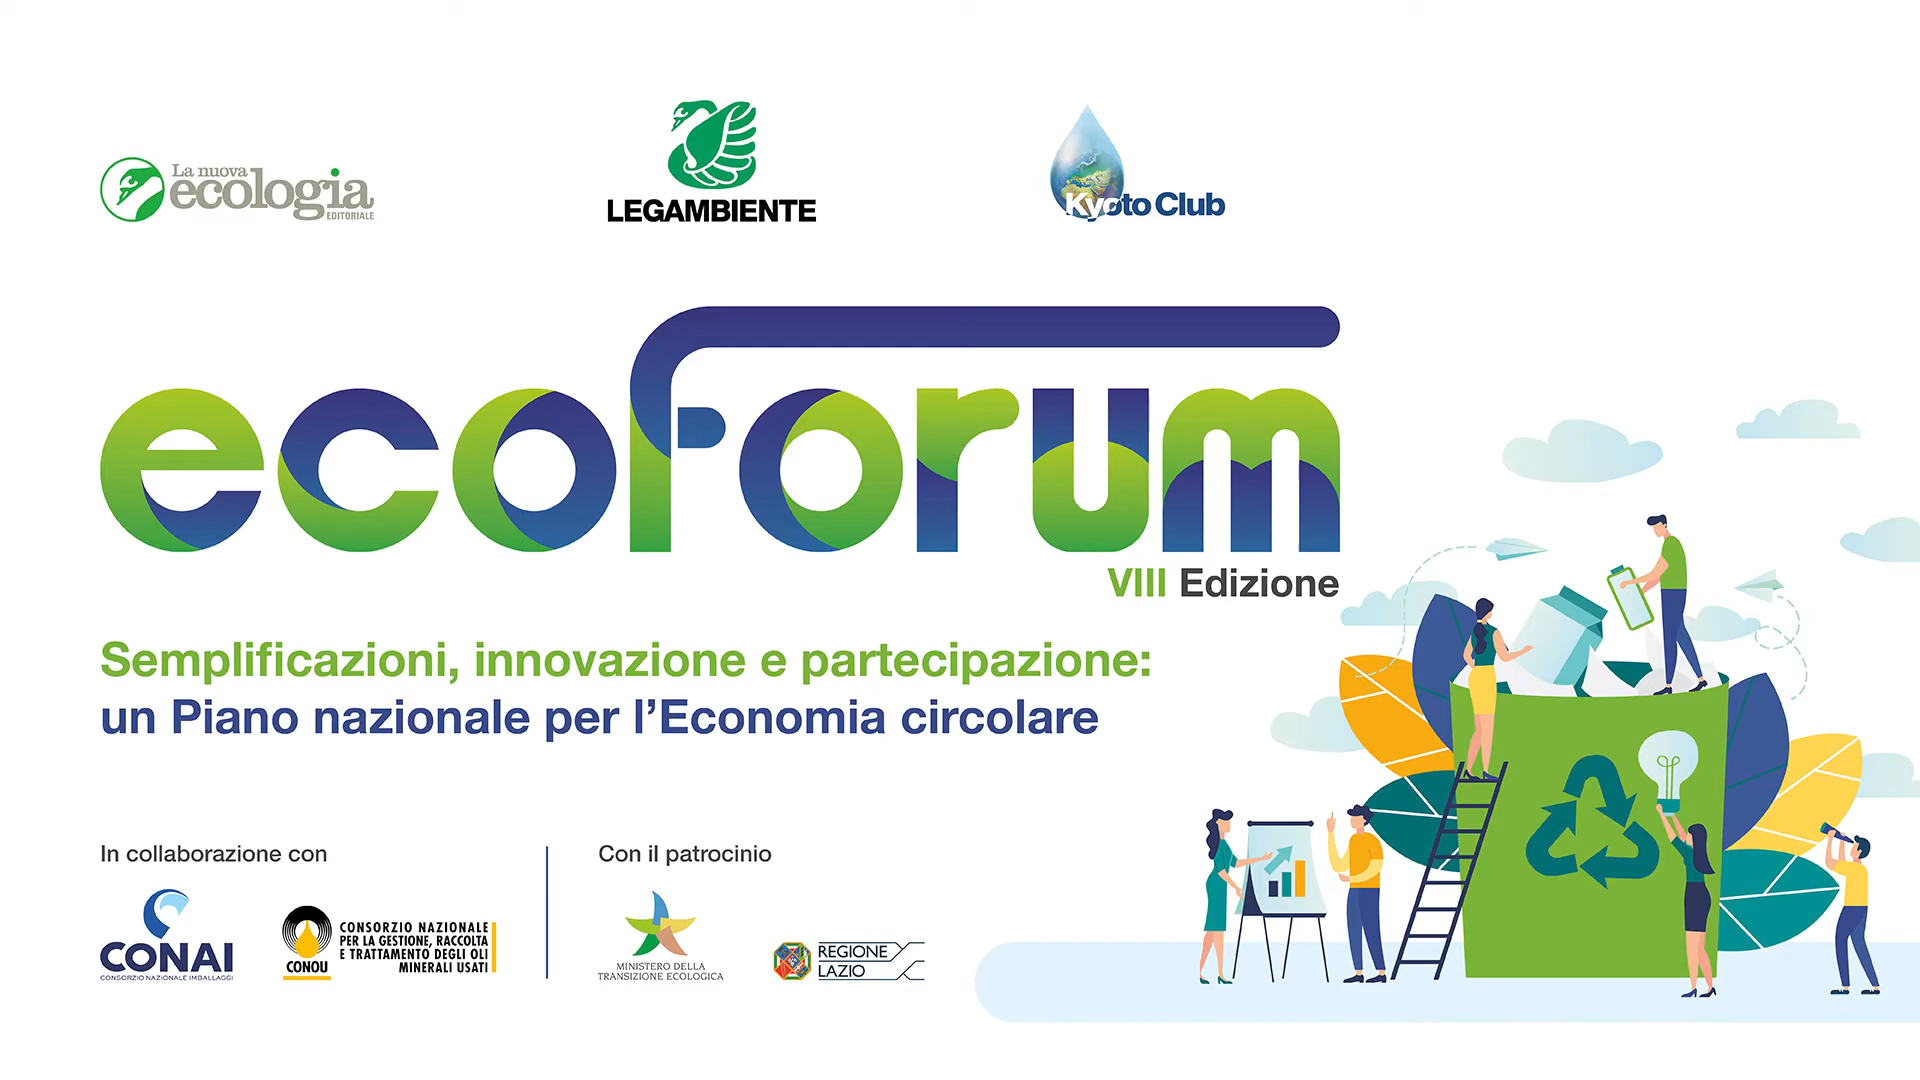 La nuova
ecologia
EDITORIALE
LEGAMBIENTE
Kyoto Club
ecoforum
VIII Edizione
Semplificazioni, innovazione e partecipazione:
un Piano nazionale per l'Economia circolare
In collaborazione con
CONAI
CONSORZIO NAZIONALE IMBALLAGGI
CONOU
CONSORZIO NAZIONALE
PER LA GESTIONE, RACCOLTA
E TRATTAMENTO DEGLI OLI
MINERALI USATI
Con il patrocinio
MINISTERO DELLA
TRANSIZIONE ECOLOGICA
REGIONE
LAZIO